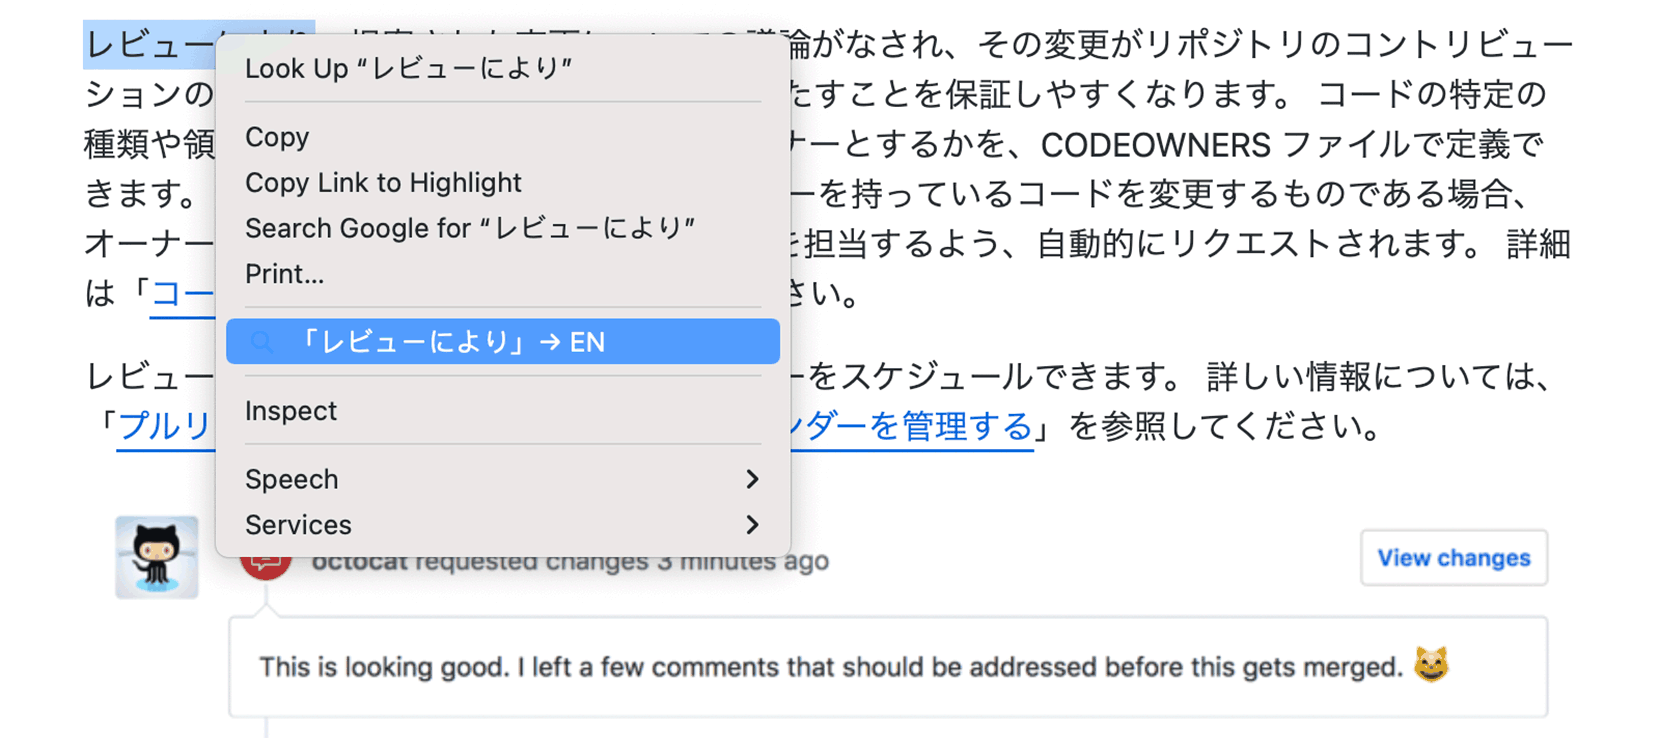 レビューにより
議論がなされ、その変更がリポジトリのコントリビュー
ションの
たすことを保証しやすくなります。 コードの特定の
種類や領
ナーとするかを、CODEOWNERS ファイルで定義で
きます。
ーを持っているコードを変更するものである場合、
オーナー
を担当するよう、自動的にリクエストされます。 詳細
は「コー
さい。
レビュー
ーをスケジュールできます。 詳しい情報については、
「プルリ
ンダーを管理する」を参照してください。
Look Up “レビューにより”
Copy
Copy Link to Highlight
Search Google for “レビューにより”
Print...
「レビューにより」→ EN
Inspect
Speech
Services
octocat requested changes 3 minutes ago
View changes
This is looking good. I left a few comments that should be addressed before this gets merged.